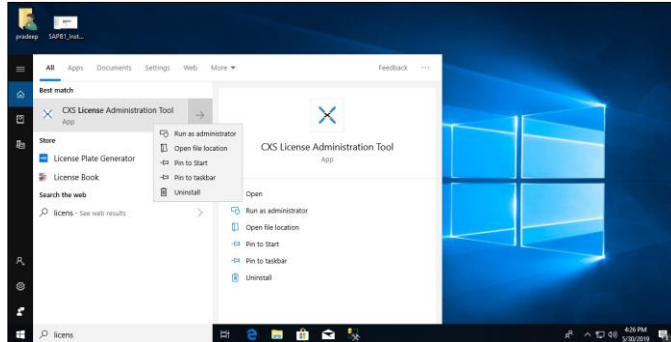 pradeep
SAPB1_Inst...
All Apps Documents Settings Web More Feedback ...
Best match
CXS License Administration Tool
App
Run as administrator
Open file location
Pin to Start
Pin to taskbar
Uninstall
Store
License Plate Generator
License Book
Search the web
licens - See web results
CXS License Administration Tool
App
Open
Run as administrator
Open file location
Pin to Start
Pin to taskbar
Uninstall
licens
4:26 PM
5/30/2019